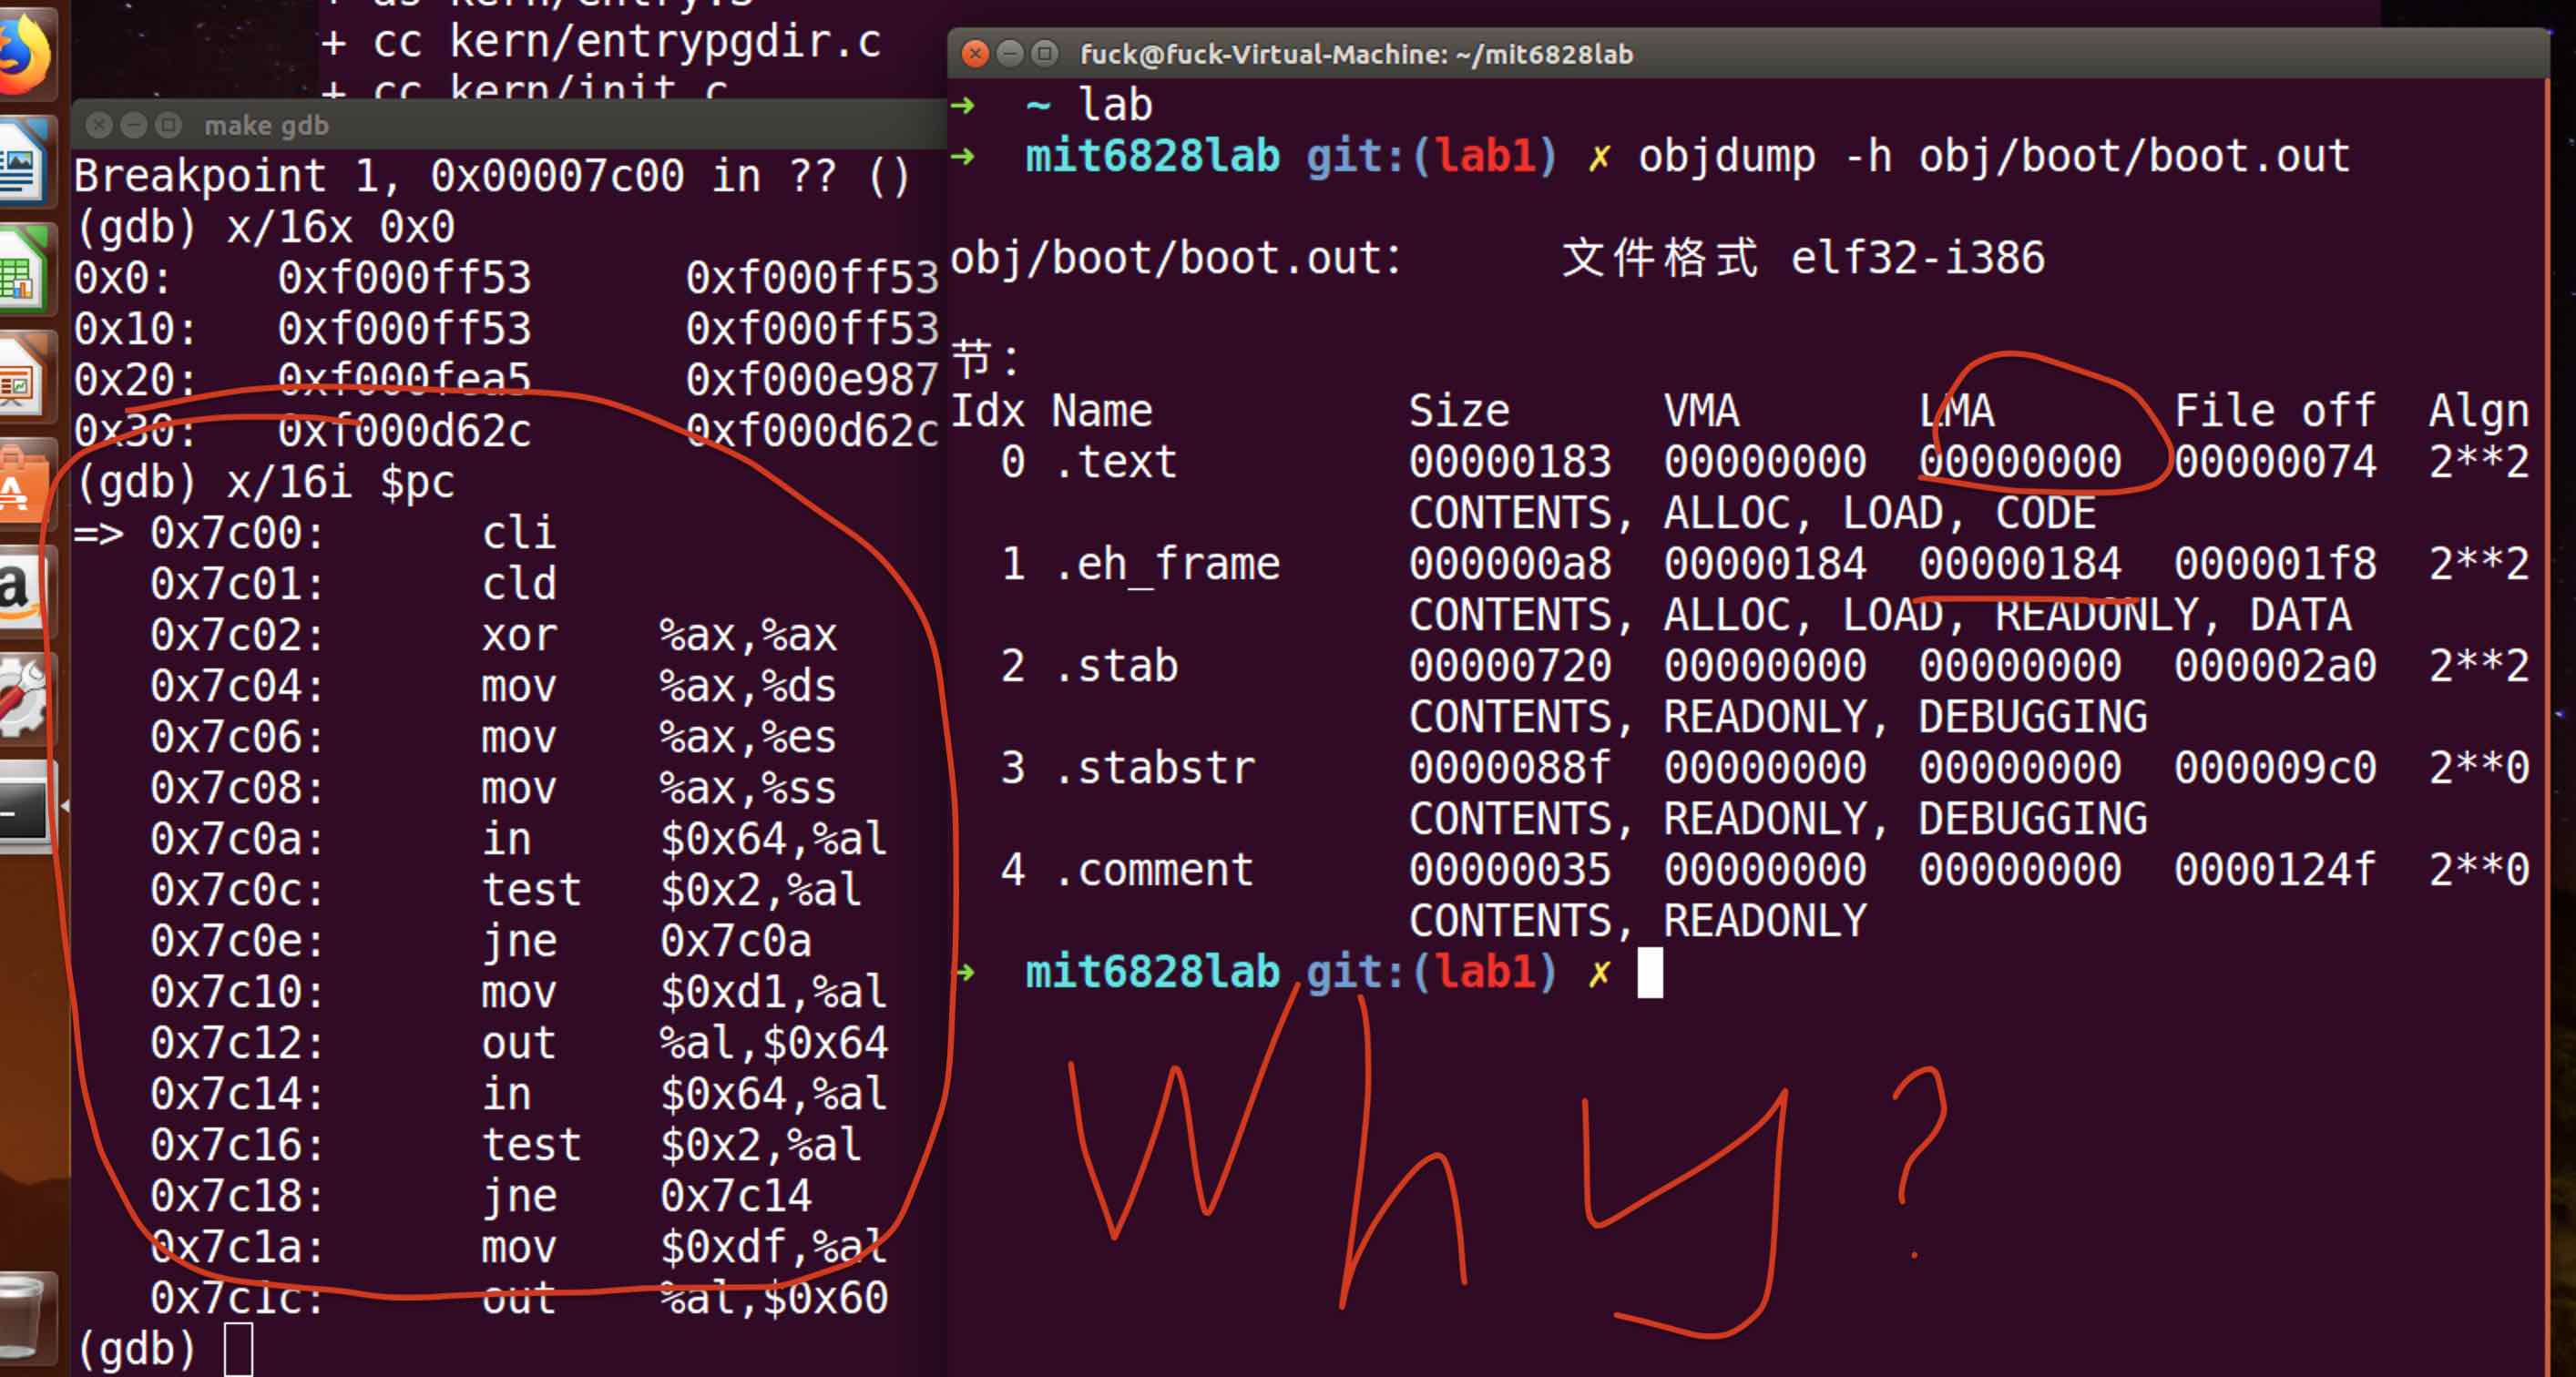 + as kern/entry.S
+ cc kern/entrypgdir.c
+ cc kern/init.c
make gdb
Breakpoint 1, 0x00007c00 in ?? ()
(gdb) x/16x 0x0
0x0: 0xf000ff53 0xf000ff53
0x10: 0xf000ff53 0xf000ff53
0x20: 0xf000fea5 0xf000e987
0x30: 0xf000d62c 0xf000d62c
(gdb) x/16i $pc
=> 0x7c00: cli
0x7c01: cld
0x7c02: xor %ax,%ax
0x7c04: mov %ax,%ds
0x7c06: mov %ax,%es
0x7c08: mov %ax,%ss
0x7c0a: in $0x64,%al
0x7c0c: test $0x2,%al
0x7c0e: jne 0x7c0a
0x7c10: mov $0xd1,%al
0x7c12: out %al,$0x64
0x7c14: in $0x64,%al
0x7c16: test $0x2,%al
0x7c18: jne 0x7c14
0x7c1a: mov $0xdf,%al
0x7c1c: out %al,$0x60
(gdb)
fuck@fuck-Virtual-Machine: ~/mit6828lab
➜ ~ lab
➜ mit6828lab git:(lab1) ✗ objdump -h obj/boot/boot.out
obj/boot/boot.out: 文件格式 elf32-i386
节：
Idx Name Size VMA LMA File off Algn
0 .text 00000183 00000000 00000000 00000074 2**2
CONTENTS, ALLOC, LOAD, CODE
1 .eh_frame 000000a8 00000184 00000184 000001f8 2**2
CONTENTS, ALLOC, LOAD, READONLY, DATA
2 .stab 00000720 00000000 00000000 000002a0 2**2
CONTENTS, READONLY, DEBUGGING
3 .stabstr 0000088f 00000000 00000000 000009c0 2**0
CONTENTS, READONLY, DEBUGGING
4 .comment 00000035 00000000 00000000 0000124f 2**0
CONTENTS, READONLY
➜ mit6828lab git:(lab1) ✗
Why?